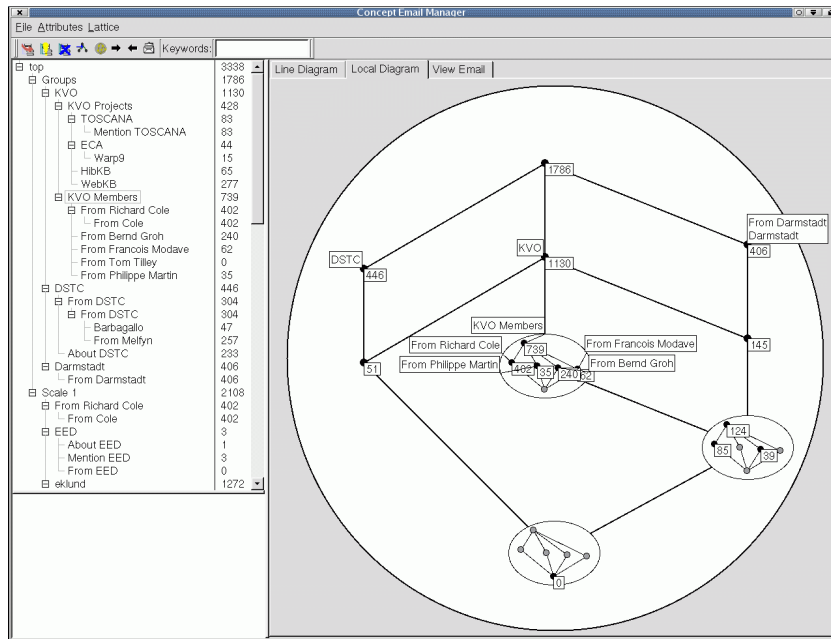 Concept Email Manager
File Attributes Lattice
Keywords:
top 3338
Groups 1786
KVO 1130
KVO Projects 428
TOSCANA 83
Mention TOSCANA 83
ECA 44
Warp9 15
HibKB 65
WebKB 277
KVO Members 739
From Richard Cole 402
From Cole 402
From Bernd Groh 240
From Francois Modave 62
From Tom Tilley 0
From Philippe Martin 35
DSTC 446
From DSTC 304
From DSTC 304
Barbagallo 47
From Melfyn 257
About DSTC 233
Darmstadt 406
From Darmstadt 406
Scale 1 2108
From Richard Cole 402
From Cole 402
EED 3
About EED 1
Mention EED 3
From EED 0
eklund 1272
Line Diagram Local Diagram View Email
1786
From Darmstadt
Darmstadt
406
KVO
1130
DSTC
446
KVO Members
From Richard Cole
From Francois Modave
739
145
From Philippe Martin
From Bernd Groh
51
402
35
240
62
124
85
39
0